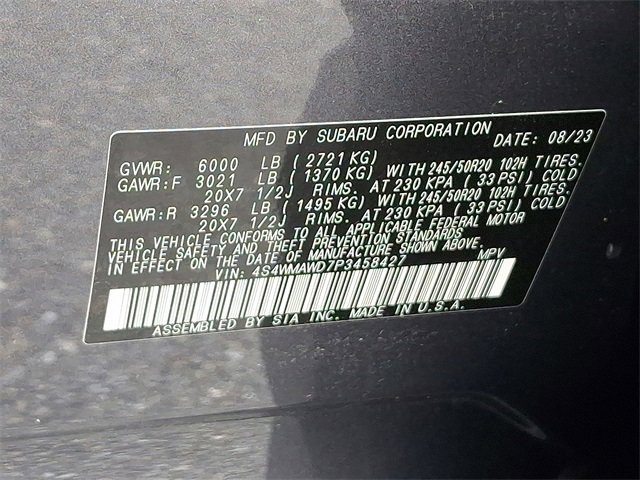 MFD BY SUBARU CORPORATION DATE: 08/23
GVWR: 6000 LB (2721 KG)
GAWR:F 3021 LB (1370 KG) WITH 245/50R20 102H TIRES.
20X7 1/2J RIMS. AT 230 KPA (33 PSI) COLD
GAWR:R 3296 LB (1495 KG) WITH 245/50R20 102H TIRES.
20X7 1/2J RIMS. AT 230 KPA (33 PSI) COLD
THIS VEHICLE CONFORMS TO ALL APPLICABLE FEDERAL MOTOR
VEHICLE SAFETY AND THEFT PREVENTION STANDARDS IN EFFECT
ON THE DATE OF MANUFACTURE SHOWN ABOVE.
VIN: 4S4WMAWD7P3458427 MPV
ASSEMBLED BY SIA INC. MADE IN U.S.A.